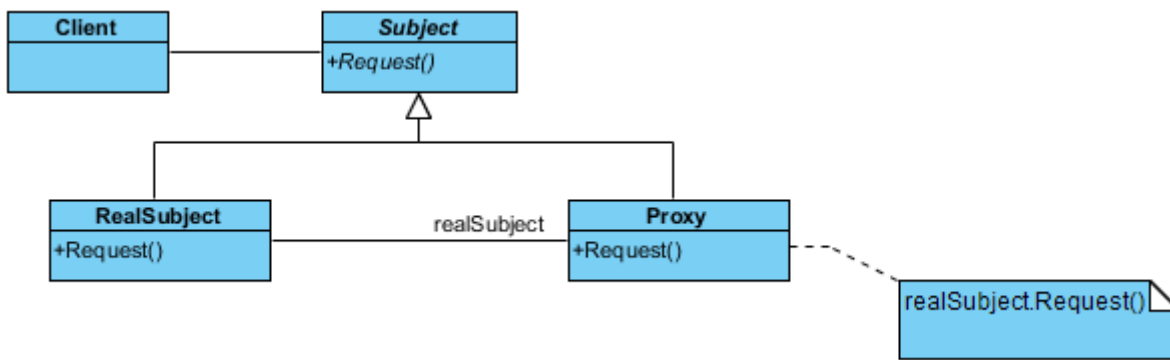 Client
Subject
+Request()
RealSubject
+Request()
realSubject
Proxy
+Request()
realSubject.Request()